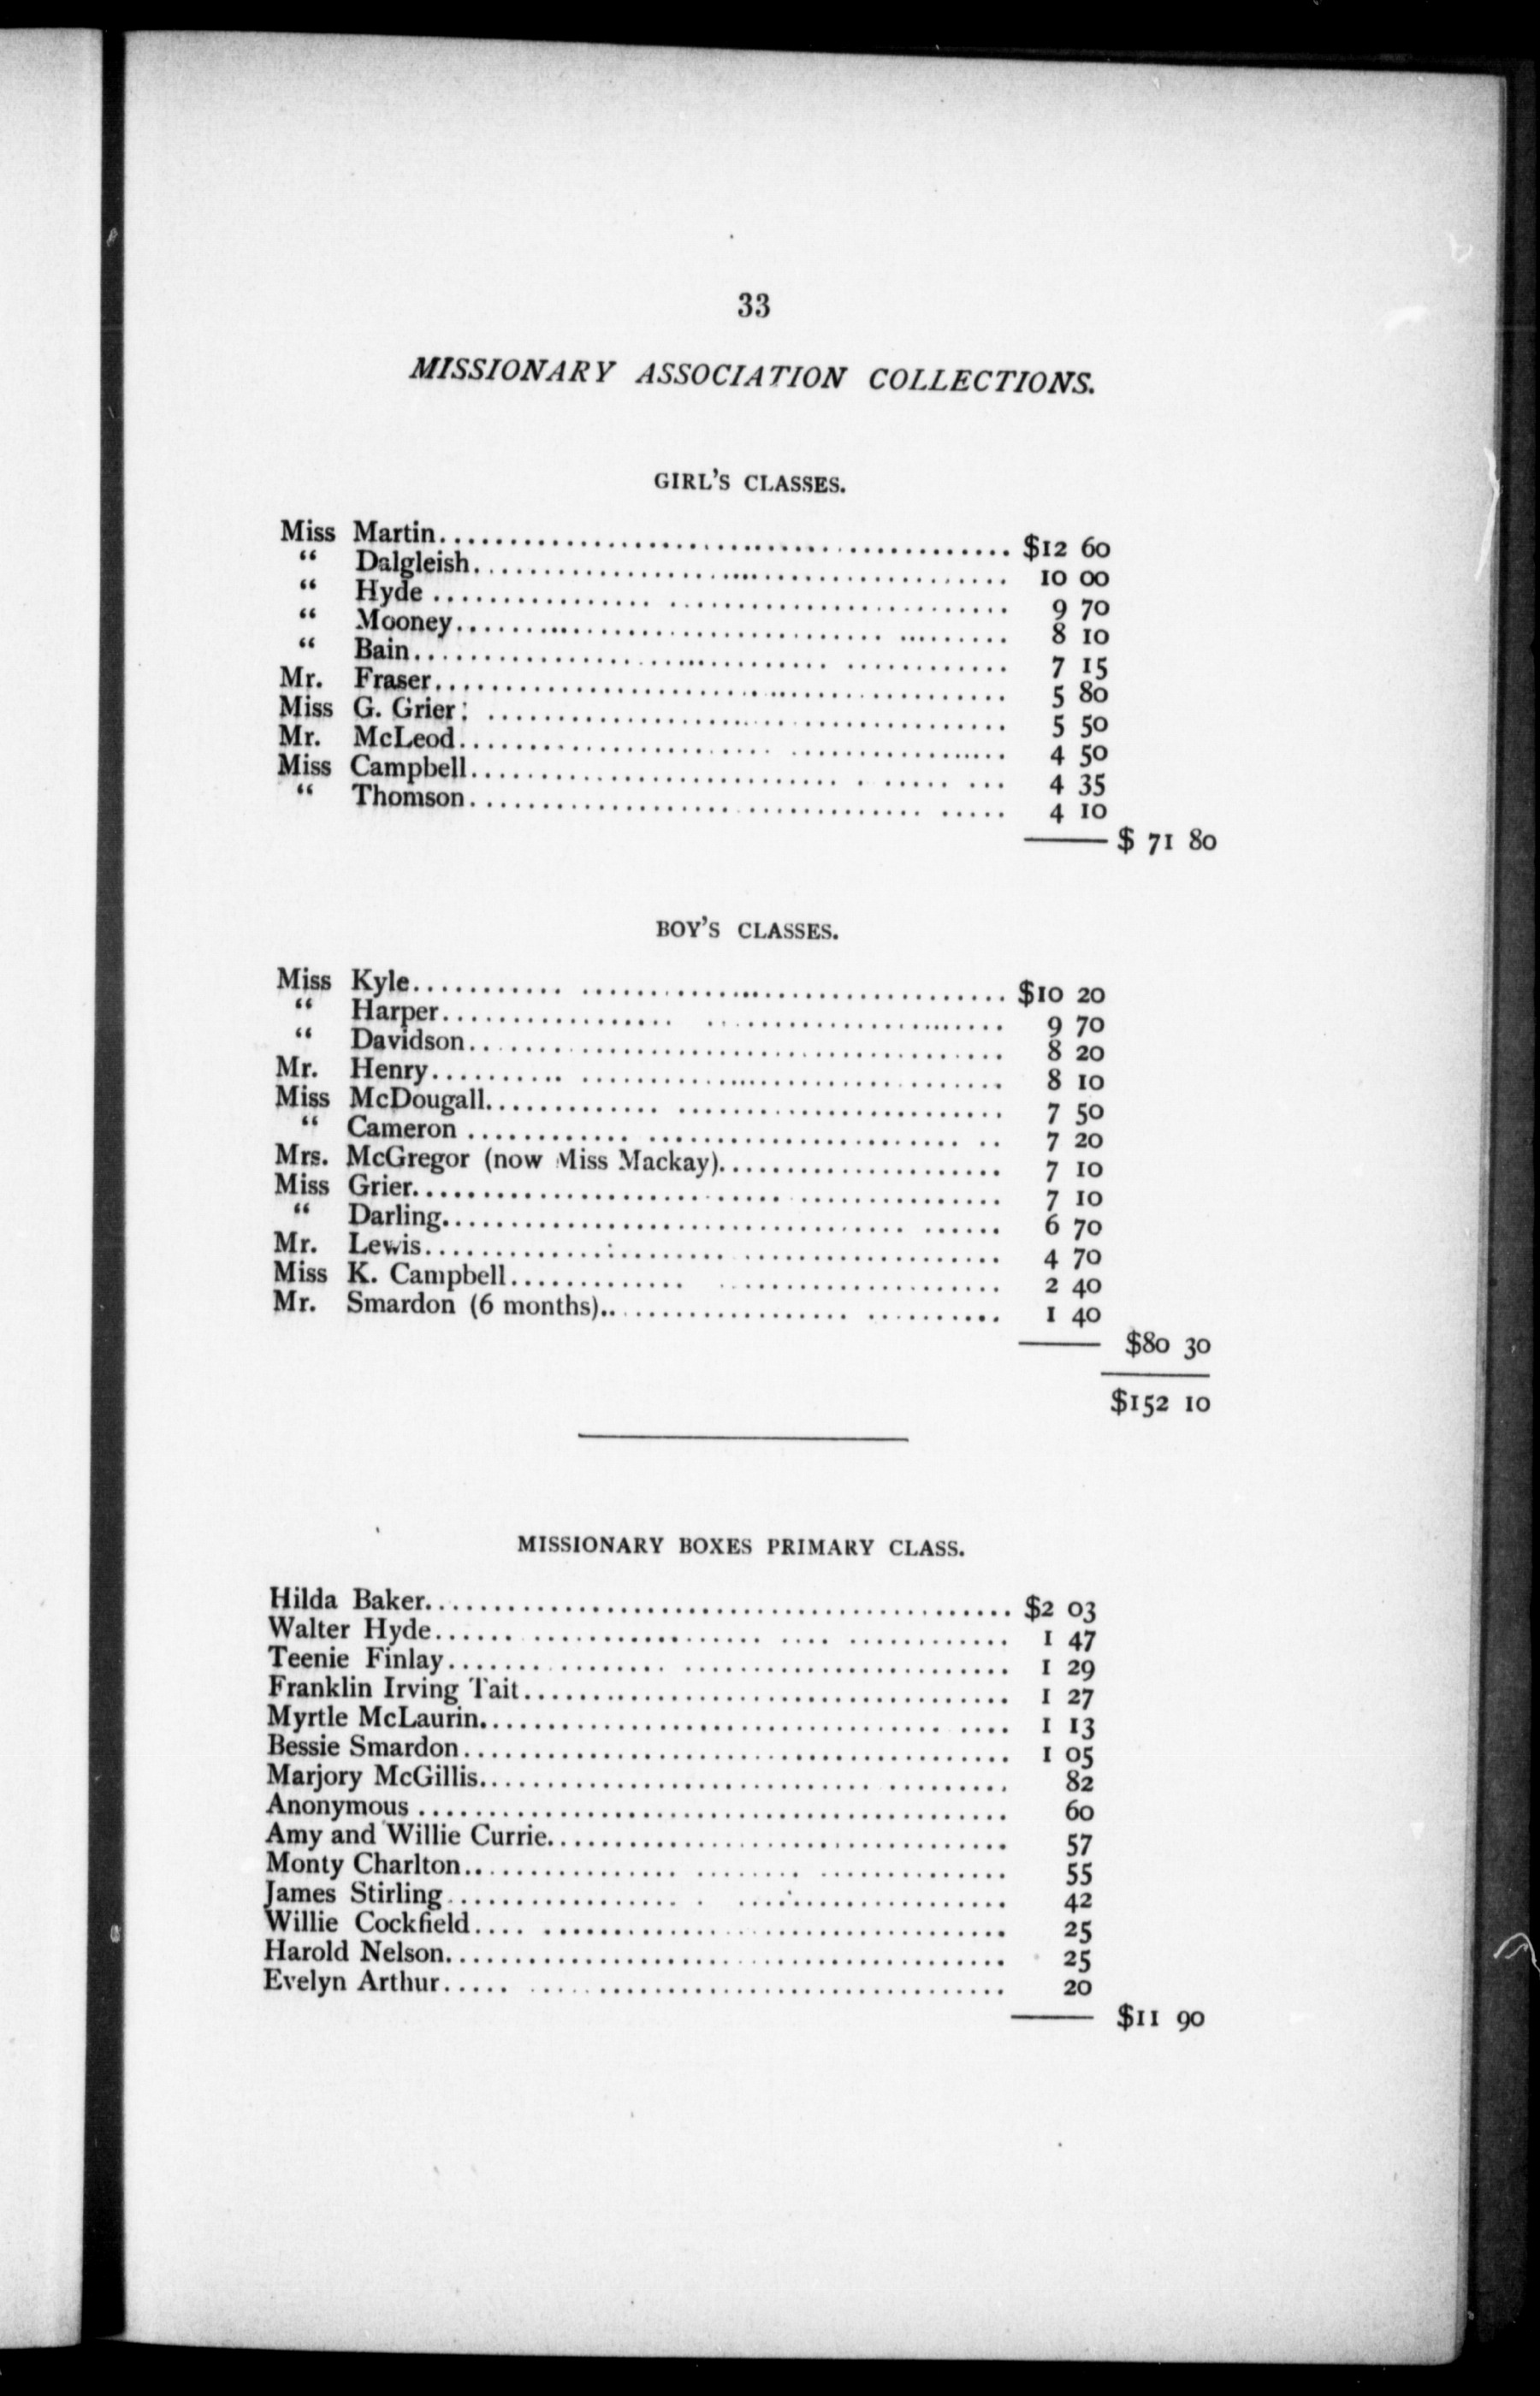 33
MISSIONARY ASSOCIATION COLLECTIONS.
GIRL'S CLASSES.
Miss Martin........................................ $12 60
“ Dalgleish........................................ 10 00
“ Hyde ........................................ 9 70
“ Mooney........................................ 8 10
“ Bain........................................ 7 15
Mr. Fraser........................................ 5 80
Miss G. Grier: ........................................ 5 50
Mr. McLeod........................................ 4 50
Miss Campbell........................................ 4 35
“ Thomson........................................ 4 10
$ 71 80
BOY'S CLASSES.
Miss Kyle........................................ $10 20
“ Harper........................................ 9 70
“ Davidson........................................ 8 20
Mr. Henry........................................ 8 10
Miss McDougall........................................ 7 50
“ Cameron ........................................ 7 20
Mrs. McGregor (now Miss Mackay).................... 7 10
Miss Grier........................................ 7 10
“ Darling........................................ 6 70
Mr. Lewis........................................ 4 70
Miss K. Campbell.................................... 2 40
Mr. Smardon (6 months).............................. 1 40
$80 30
$152 10
MISSIONARY BOXES PRIMARY CLASS.
Hilda Baker........................................ $2 03
Walter Hyde........................................ 1 47
Teenie Finlay........................................ 1 29
Franklin Irving Tait.................................. 1 27
Myrtle McLaurin.................................... 1 13
Bessie Smardon.................................... 1 05
Marjory McGillis.................................... 82
Anonymous ........................................ 60
Amy and Willie Currie................................ 57
Monty Charlton.................................... 55
James Stirling.................................... 42
Willie Cockfield.................................... 25
Harold Nelson.................................... 25
Evelyn Arthur.................................... 20
$11 90